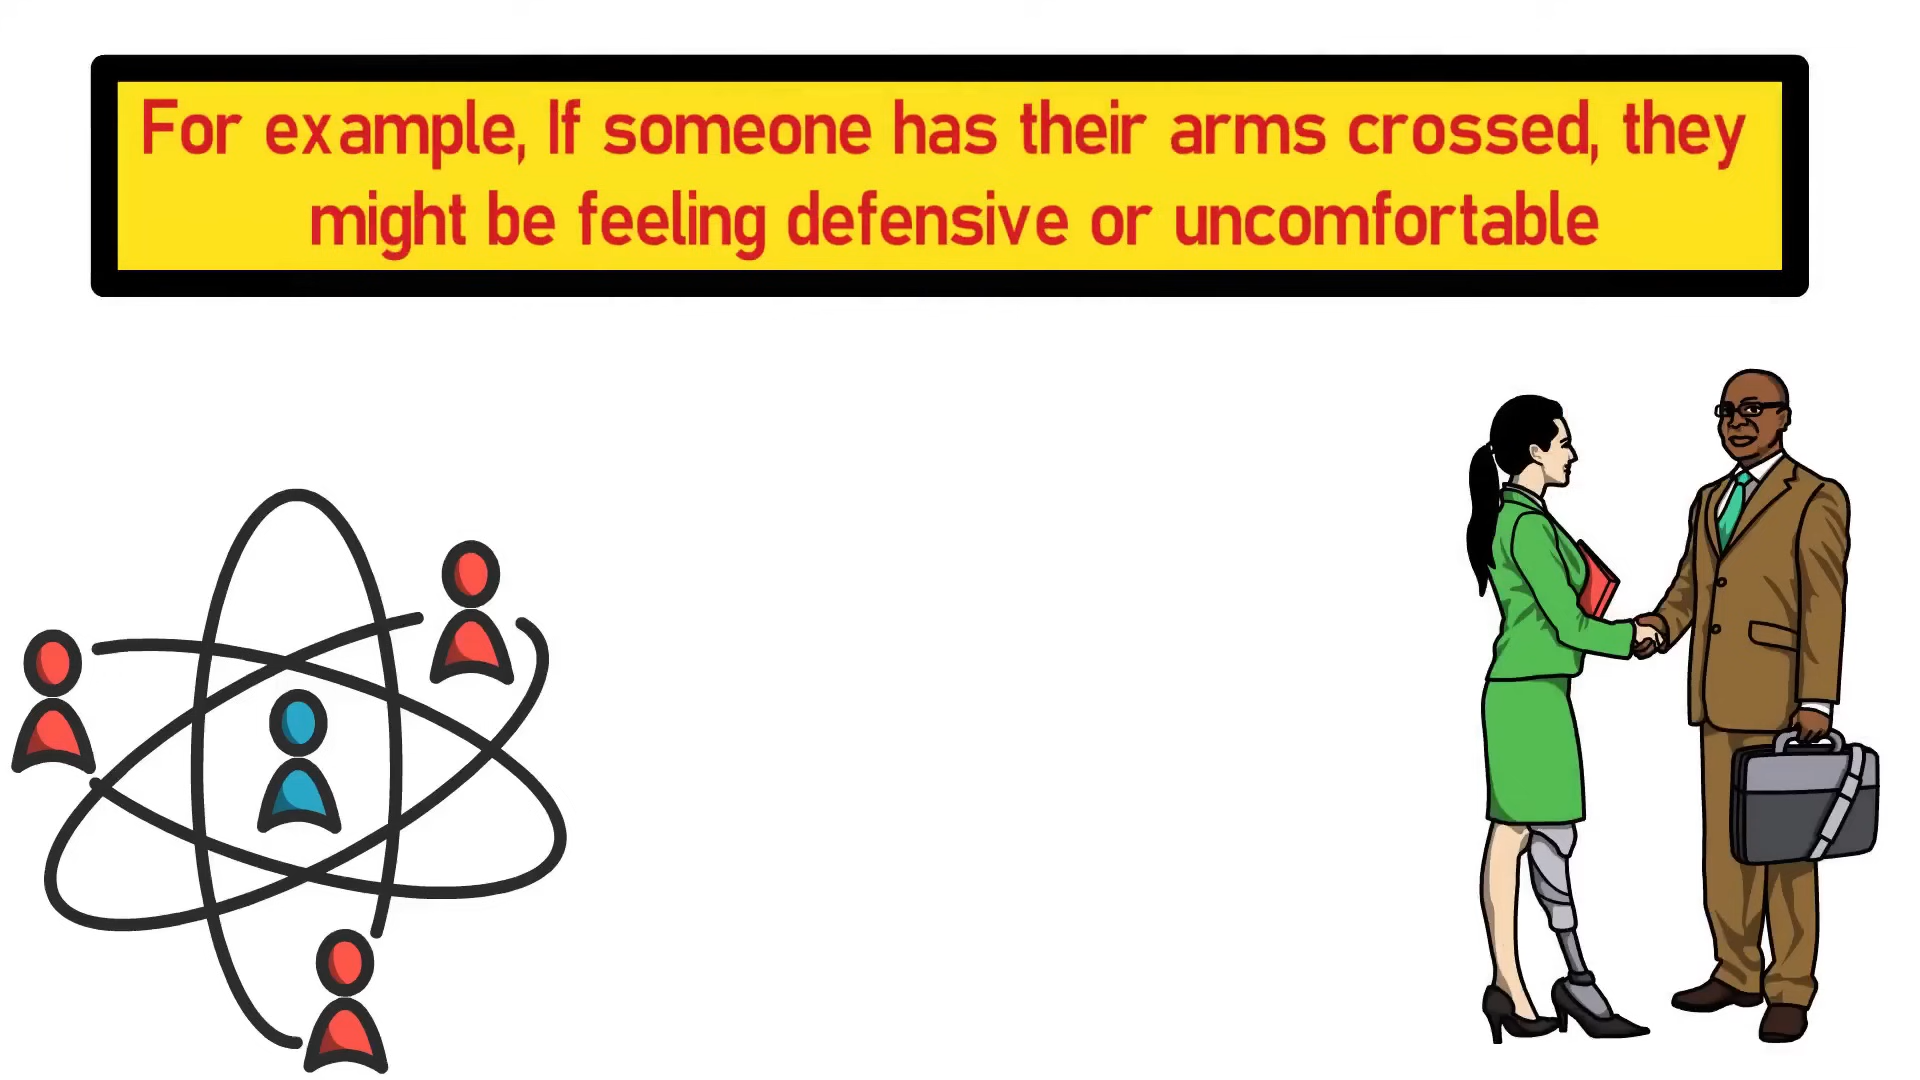 For example, If someone has their arms crossed, they
might be feeling defensive or uncomfortable